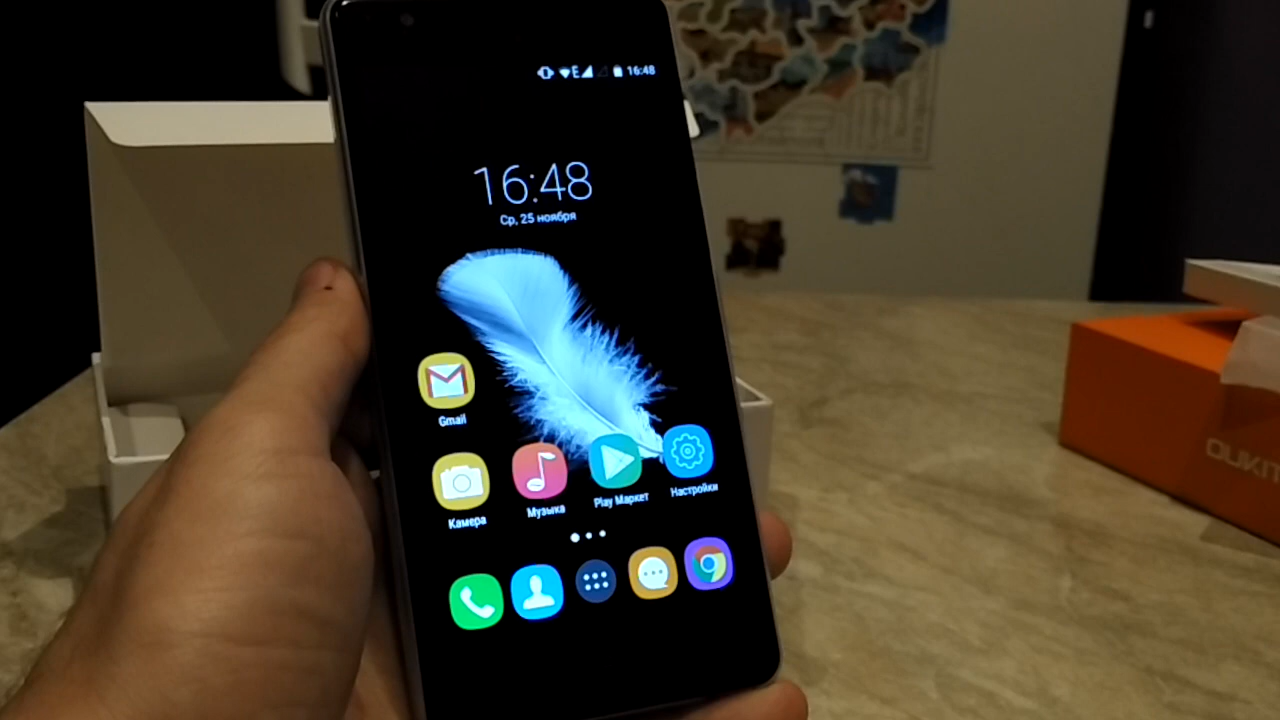 E 16:48
16:48
Ср, 25 ноября
Gmail
Камера Музыка Play Маркет Настройки
OUKIT